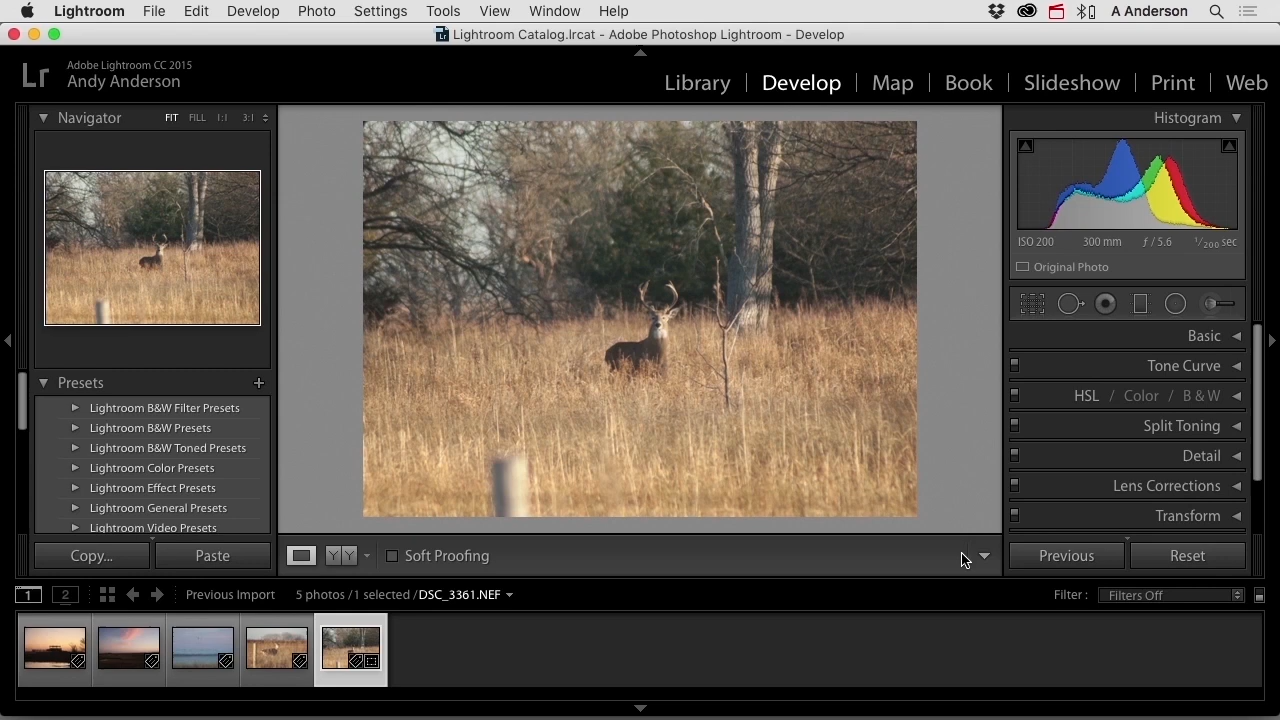 Lightroom File Edit Develop Photo Settings Tools View Window Help A Anderson
Lightroom Catalog.lrcat - Adobe Photoshop Lightroom - Develop
Lr
Adobe Lightroom CC 2015
Andy Anderson
Library | Develop | Map | Book | Slideshow | Print | Web
Navigator FIT FILL 1:1 3:1
Histogram
ISO 200 300 mm ƒ / 5.6 1/200 sec
Original Photo
Basic
Tone Curve
HSL / Color / B & W
Split Toning
Detail
Lens Corrections
Transform
Presets +
Lightroom B&W Filter Presets
Lightroom B&W Presets
Lightroom B&W Toned Presets
Lightroom Color Presets
Lightroom Effect Presets
Lightroom General Presets
Lightroom Video Presets
Copy... Paste
Y Y Soft Proofing
Previous Reset
1 2 Previous Import 5 photos / 1 selected / DSC_3361.NEF Filter : Filters Off